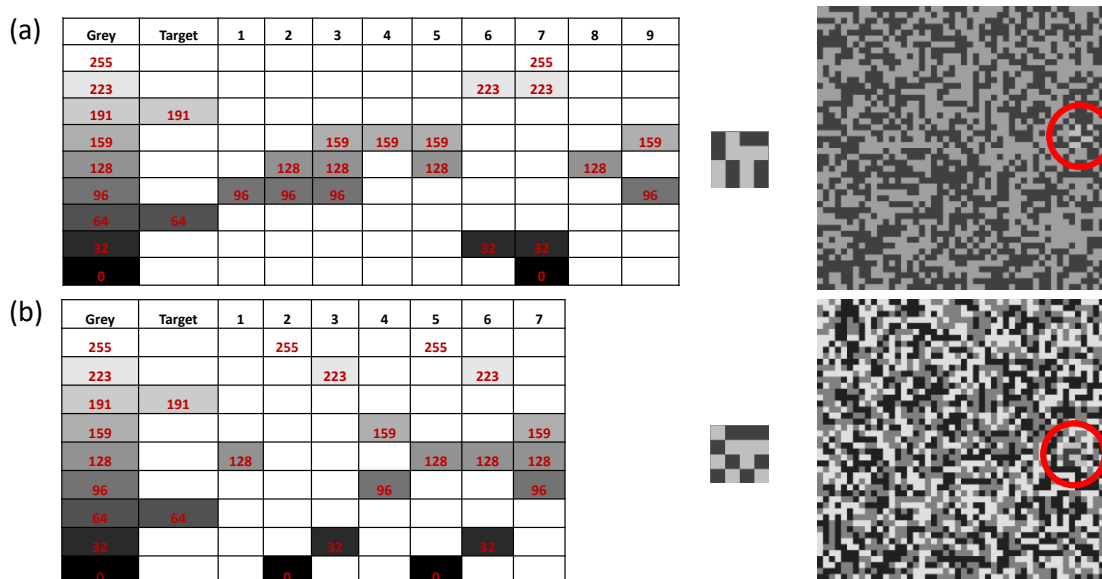 (a)
Grey Target 1 2 3 4 5 6 7 8 9
255 255
223 223 223
191 191
159 159 159 159 159
128 128 128 128 128
96 96 96 96 96
64 64
32 32 32
0 0
(b)
Grey Target 1 2 3 4 5 6 7
255 255 255
223 223 223
191 191
159 159 159
128 128 128 128 128
96 96 96
64 64
32 32 32
0 0 0